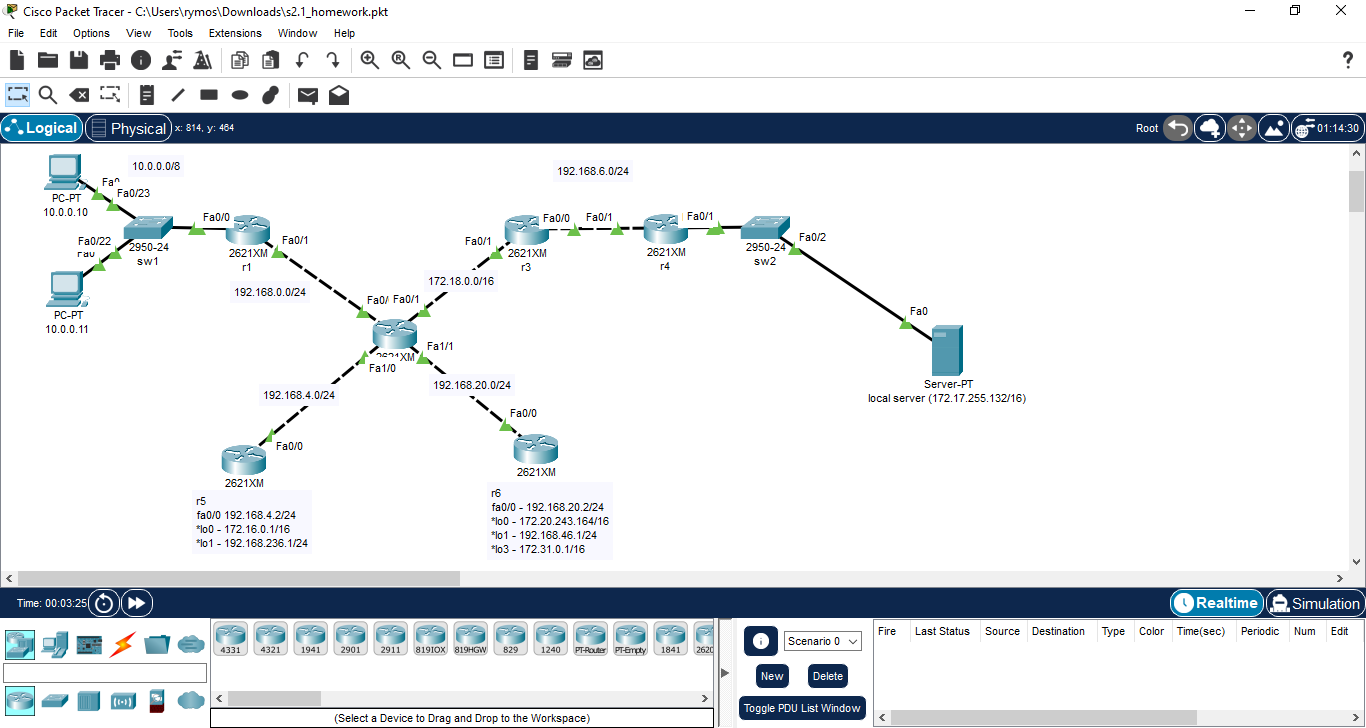 Cisco Packet Tracer - C:\Users\rymos\Downloads\s2.1_homework.pkt
File Edit Options View Tools Extensions Window Help
?
Logical Physical x: 814, y: 464 Root 01:14:30
10.0.0.0/8
192.168.6.0/24
Fa0/23
PC-PT
10.0.0.10
Fa0/0
Fa0/0
Fa0/1
Fa0/1
Fa0/22
2950-24
sw1
2621XM
r1
Fa0/1
Fa0/1
2621XM
r3
2621XM
r4
2950-24
sw2
Fa0/2
172.18.0.0/16
192.168.0.0/24
PC-PT
10.0.0.11
Fa0/1
Fa0
Fa1/1
Fa1/0
192.168.4.0/24
192.168.20.0/24
Server-PT
local server (172.17.255.132/16)
Fa0/0
Fa0/0
2621XM
2621XM
r5
fa0/0 192.168.4.2/24
*lo0 - 172.16.0.1/16
*lo1 - 192.168.236.1/24
r6
fa0/0 - 192.168.20.2/24
*lo0 - 172.20.243.164/16
*lo1 - 192.168.46.1/24
*lo3 - 172.31.0.1/16
Time: 00:03:25 Realtime Simulation
4331 4321 1941 2901 2911 819IOX 819HGW 829 1240 PT-Router PT-Empty 1841
Scenario 0
New Delete
Toggle PDU List Window
Fire Last Status Source Destination Type Color Time(sec) Periodic Num Edit
(Select a Device to Drag and Drop to the Workspace)